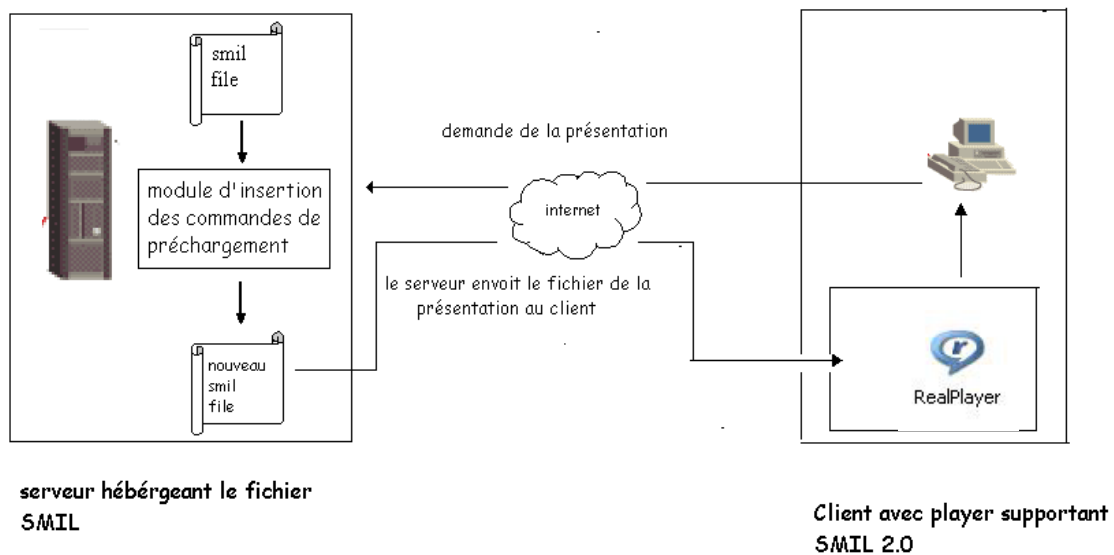 smil
file
demande de la présentation
module d'insertion
des commandes de
préchargement
internet
le serveur envoit le fichier de la
présentation au client
nouveau
smil
file
r
RealPlayer
serveur hébérgeant le fichier
SMIL
Client avec player supportant
SMIL 2.0